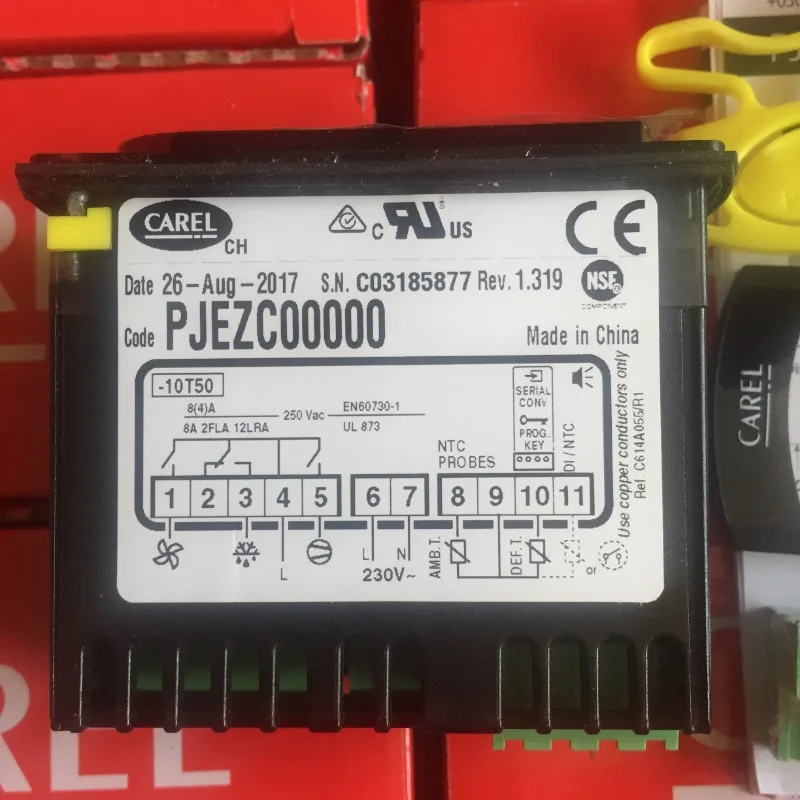 CAREL
CH
C RU US
CE
Date 26-Aug-2017 S.N. C03185877 Rev. 1.319
NSF®
COMPONENT
Code PJEZC00000
Made in China
-10T50
8(4)A
8A 2FLA 12LRA
250 Vac
EN60730-1
UL 873
SERIAL
CONV
PROG.
KEY
NTC
PROBES
DI / NTC
1 2 3 4 5 6 7 8 9 10 11
L
L N
230V~
AMB.T.
DEF.T.
or
Use copper conductors only
Ref. C614A055/R1
CAREL
REL
REL